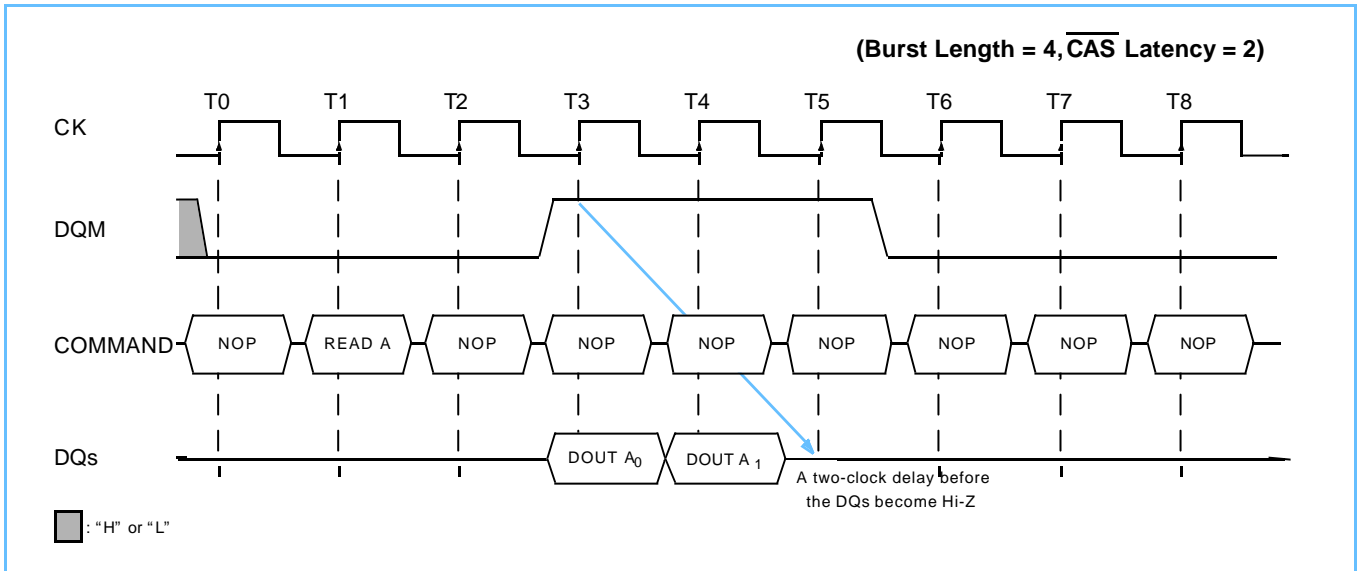 (Burst Length = 4, CAS Latency = 2)
T0 T1 T2 T3 T4 T5 T6 T7 T8
CK
DQM
COMMAND NOP READ A NOP NOP NOP NOP NOP NOP NOP
DQs DOUT A0 DOUT A 1
A two-clock delay before
the DQs become Hi-Z
: “H” or “L”